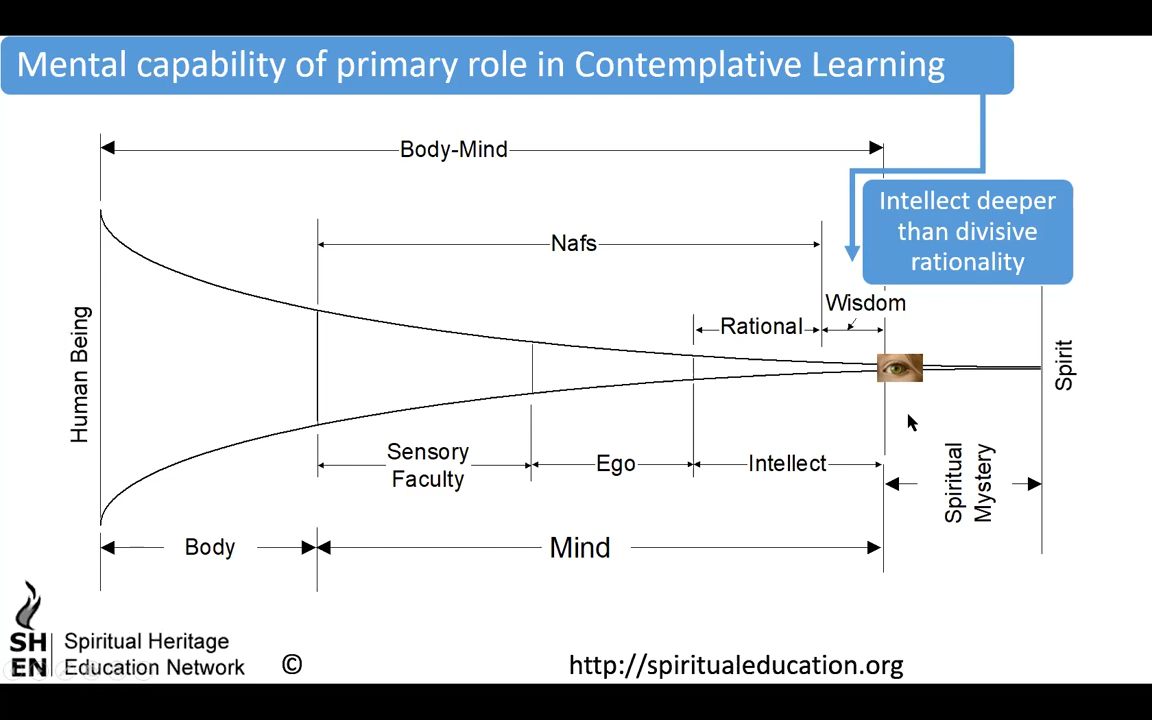 Mental capability of primary role in Contemplative Learning
Body-Mind
Intellect deeper
than divisive
rationality
Nafs
Wisdom
Rational
Human Being
Spirit
Sensory
Faculty
Ego
Intellect
Spiritual
Mystery
Body
Mind
SH
EN
Spiritual Heritage
Education Network
©
http://spiritualeducation.org